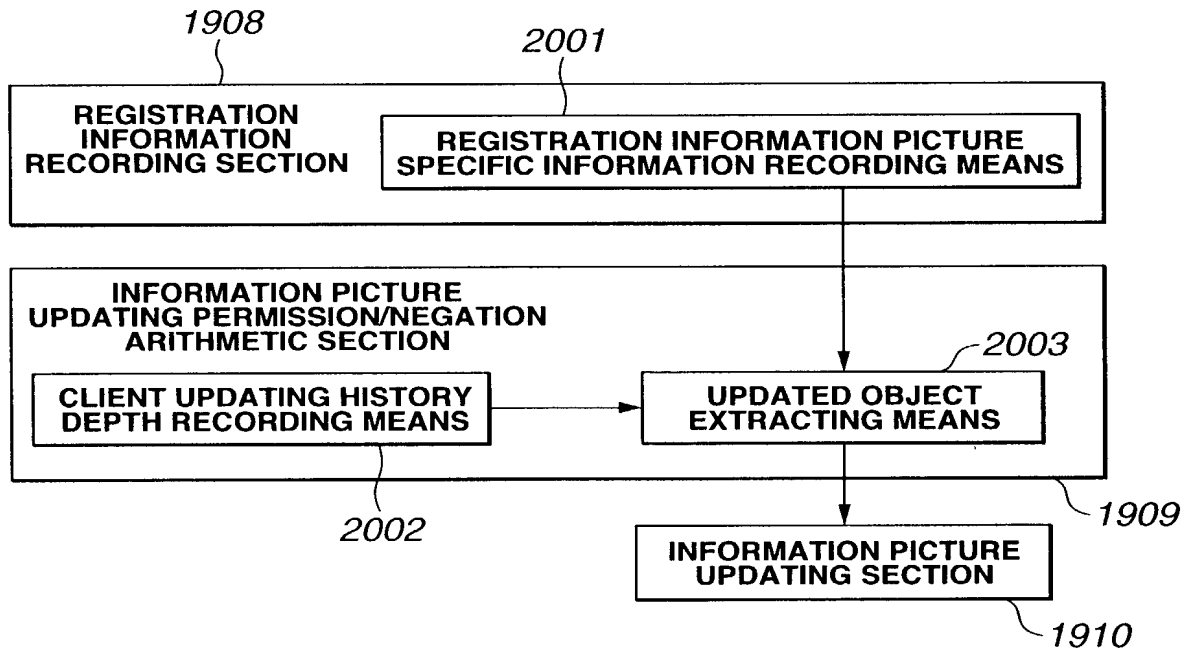 1908
2001
REGISTRATION
INFORMATION
RECORDING SECTION
REGISTRATION INFORMATION PICTURE
SPECIFIC INFORMATION RECORDING MEANS
INFORMATION PICTURE
UPDATING PERMISSION/NEGATION
ARITHMETIC SECTION
2003
CLIENT UPDATING HISTORY
DEPTH RECORDING MEANS
UPDATED OBJECT
EXTRACTING MEANS
2002
1909
INFORMATION PICTURE
UPDATING SECTION
1910